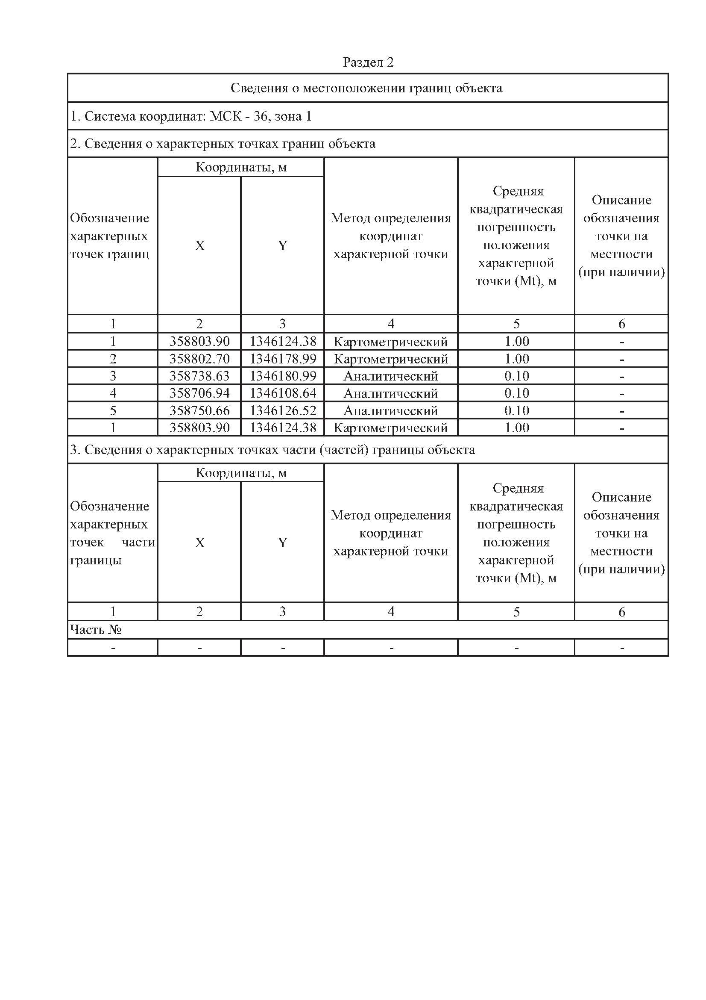 Раздел 2
Сведения о местоположении границ объекта
1. Система координат: МСК - 36, зона 1
2. Сведения о характерных точках границ объекта
Обозначение
характерных
точек границ
Координаты, м
X
Y
Метод определения
координат
характерной точки
Средняя
квадратическая
погрешность
положения
характерной
точки (Mt), м
Описание
обозначения
точки на
местности
(при наличии)
1 2 3 4 5 6
1 358803.90 1346124.38 Картометрический 1.00 -
2 358802.70 1346178.99 Картометрический 1.00 -
3 358738.63 1346180.99 Аналитический 0.10 -
4 358706.94 1346108.64 Аналитический 0.10 -
5 358750.66 1346126.52 Аналитический 0.10 -
1 358803.90 1346124.38 Картометрический 1.00 -
3. Сведения о характерных точках части (частей) границы объекта
Обозначение
характерных
точек части
границы
Координаты, м
X
Y
Метод определения
координат
характерной точки
Средняя
квадратическая
погрешность
положения
характерной
точки (Mt), м
Описание
обозначения
точки на
местности
(при наличии)
1 2 3 4 5 6
Часть №
- - - - - -